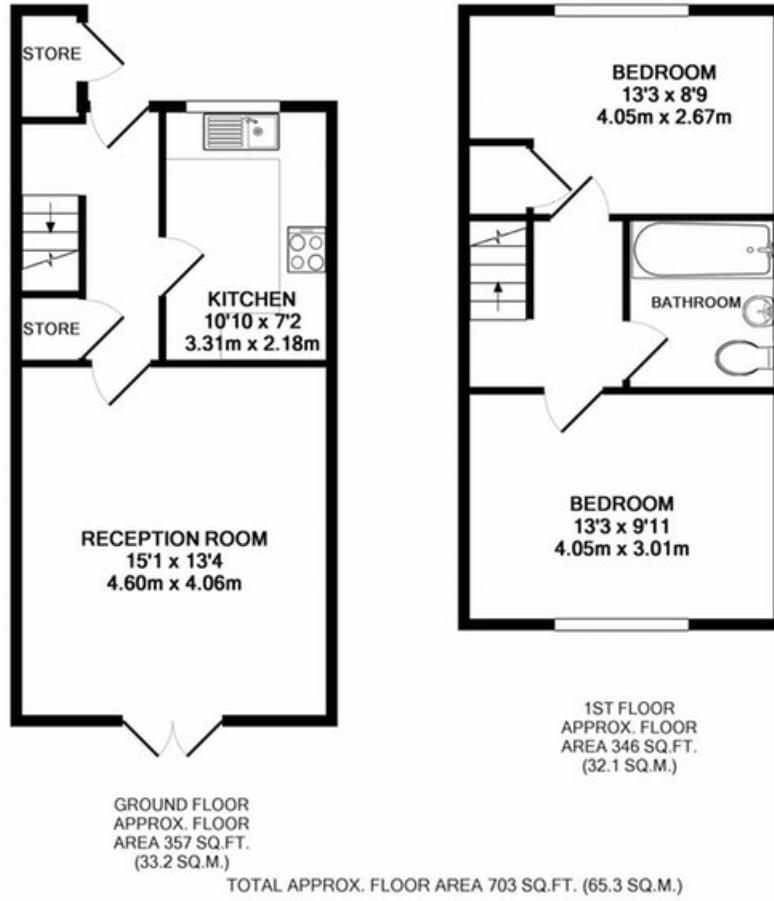 STORE
KITCHEN
10'10 x 7'2
3.31m x 2.18m
STORE
RECEPTION ROOM
15'1 x 13'4
4.60m x 4.06m
GROUND FLOOR
APPROX. FLOOR
AREA 357 SQ.FT.
(33.2 SQ.M.)
BEDROOM
13'3 x 8'9
4.05m x 2.67m
BATHROOM
BEDROOM
13'3 x 9'11
4.05m x 3.01m
1ST FLOOR
APPROX. FLOOR
AREA 346 SQ.FT.
(32.1 SQ.M.)
TOTAL APPROX. FLOOR AREA 703 SQ.FT. (65.3 SQ.M.)